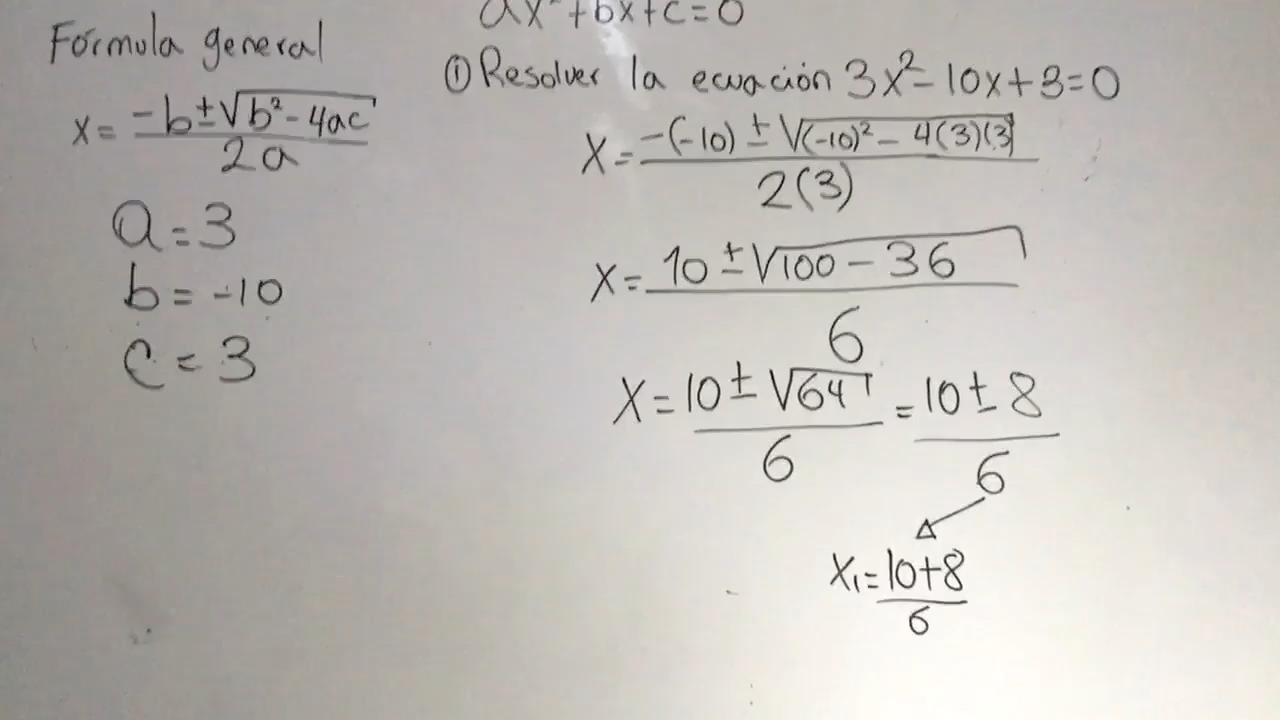 Fórmula general
x = -b±√b²-4ac / 2a
a = 3
b = -10
c = 3
ax²+bx+c=0
① Resolver la ecuación 3x²-10x+3=0
x = -(-10) ± √(-10)² - 4(3)(3) / 2(3)
x = 10 ± √100 - 36 / 6
x = 10 ± √64 / 6 = 10 ± 8 / 6
x₁ = 10+8 / 6